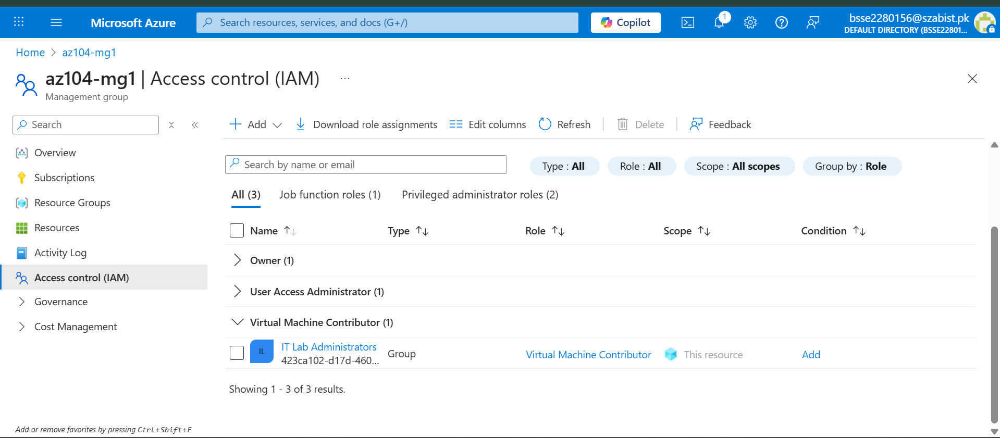 Microsoft Azure
Search resources, services, and docs (G+/)
Copilot
1
bsse2280156@szabist.pk
DEFAULT DIRECTORY (BSSE22801...
Home > az104-mg1
az104-mg1 | Access control (IAM) ...
Management group
Search
Add
Download role assignments
Edit columns
Refresh
Delete
Feedback
Overview
Subscriptions
Resource Groups
Resources
Activity Log
Access control (IAM)
Governance
Cost Management
Search by name or email
Type : All
Role : All
Scope : All scopes
Group by : Role
All (3)
Job function roles (1)
Privileged administrator roles (2)
Name
Type
Role
Scope
Condition
Owner (1)
User Access Administrator (1)
Virtual Machine Contributor (1)
IL
IT Lab Administrators
423ca102-d17d-460...
Group
Virtual Machine Contributor
This resource
Add
Showing 1 - 3 of 3 results.
Add or remove favorites by pressing Ctrl+Shift+F